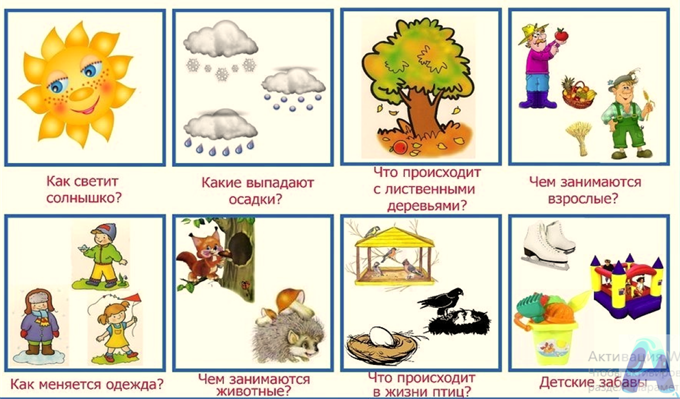 Как светит
солнышко?
Какие выпадают
осадки?
Что происходит
с лиственными
деревьями?
Чем занимаются
взрослые?
Как меняется одежда?
Чем занимаются
животные?
Что происходит
в жизни птиц?
Детские забавы
Активация W